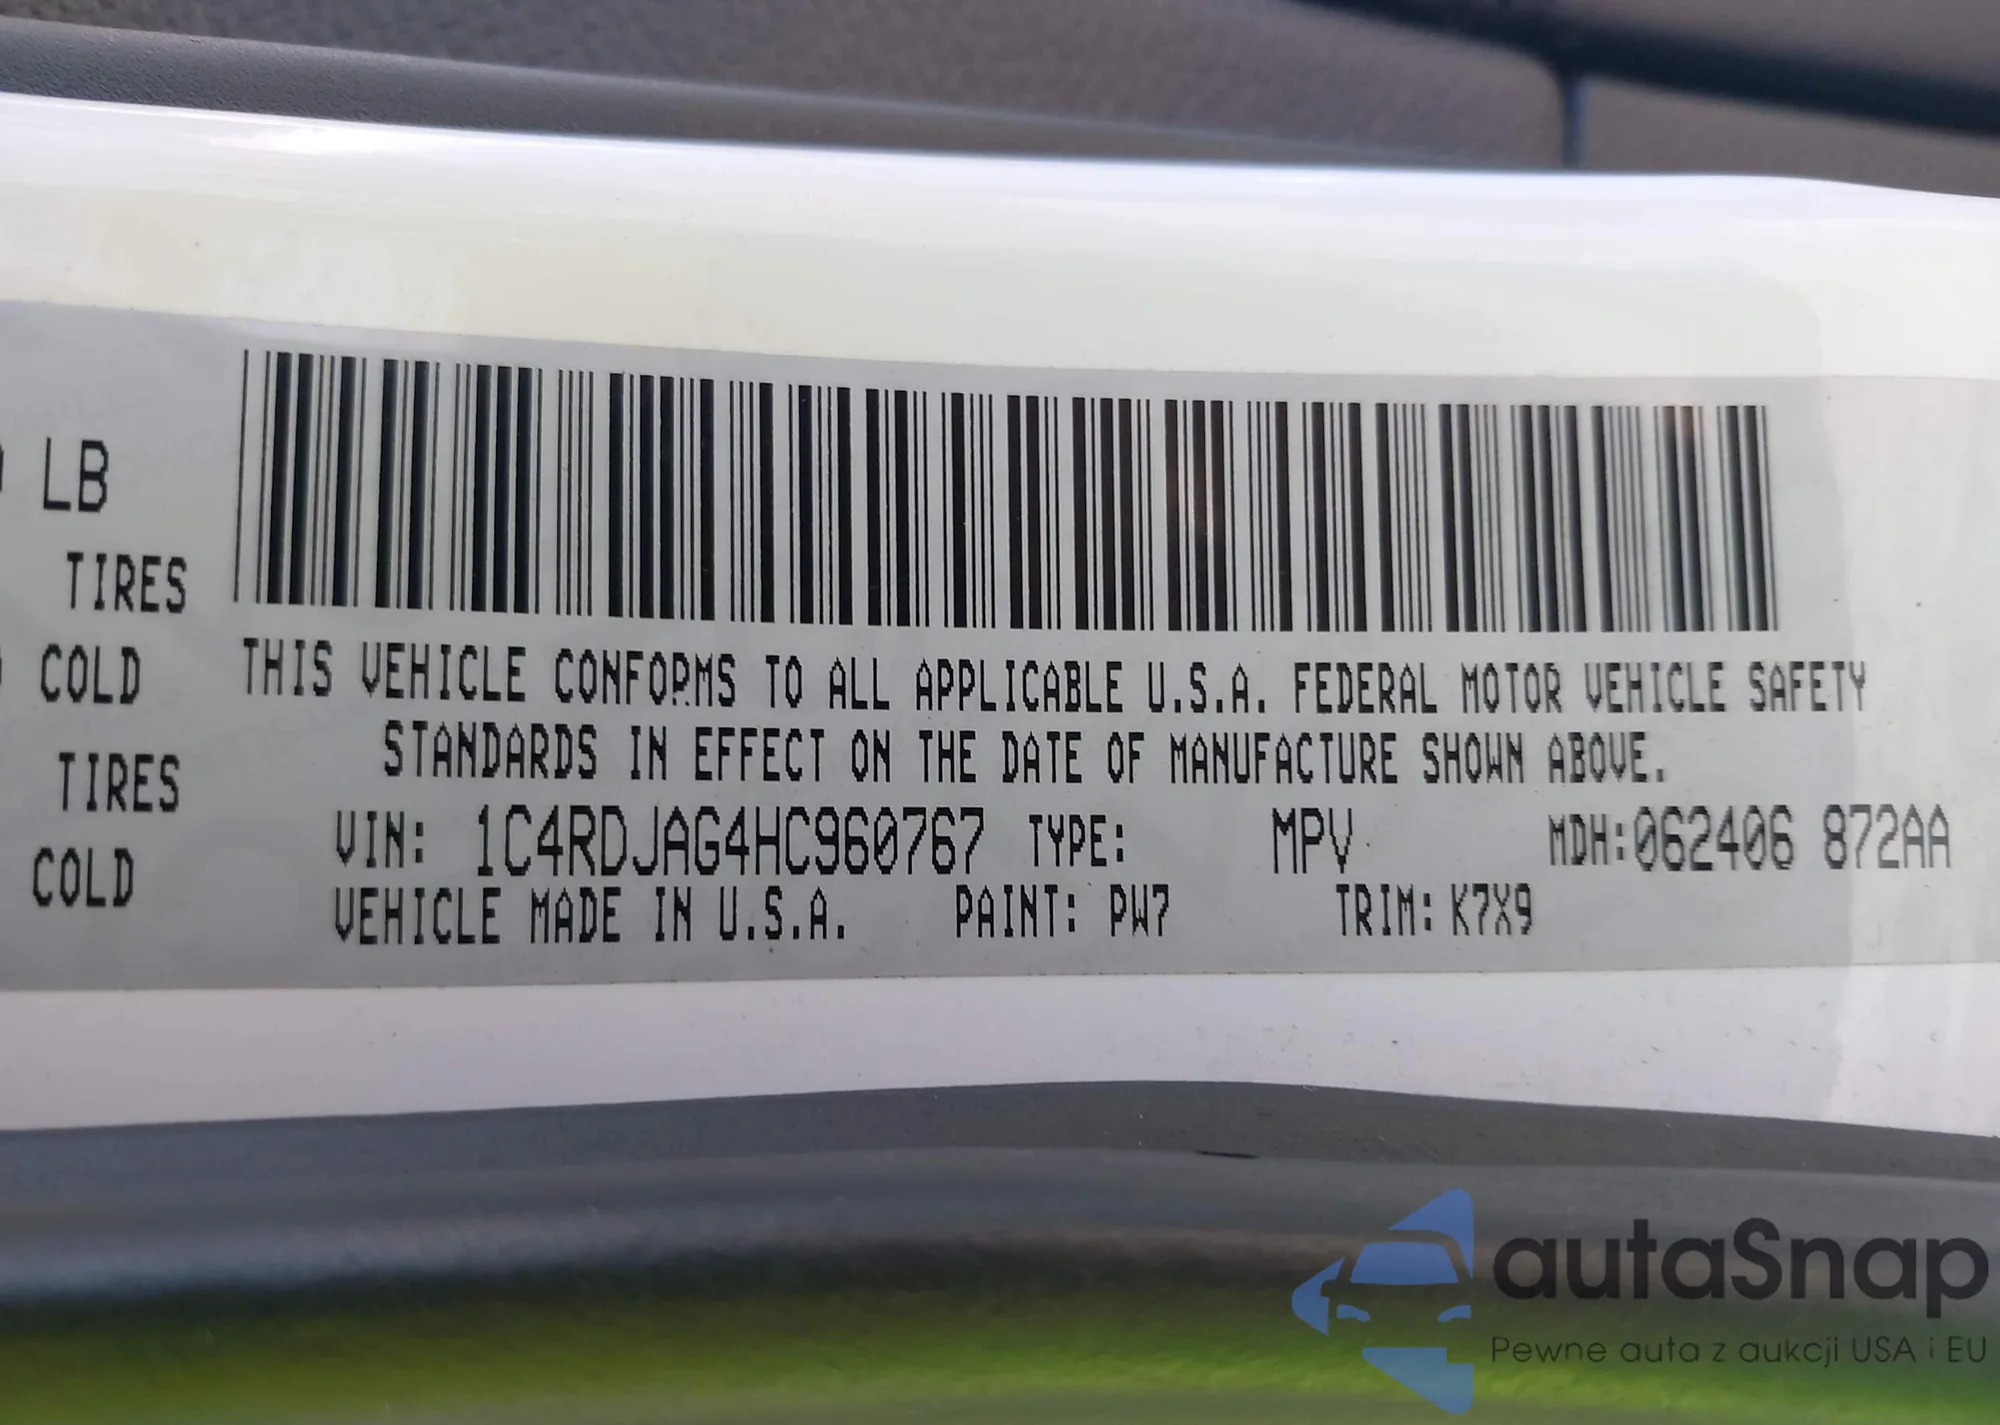 LB
TIRES
COLD
TIRES
COLD
THIS VEHICLE CONFORMS TO ALL APPLICABLE U.S.A. FEDERAL MOTOR VEHICLE SAFETY
STANDARDS IN EFFECT ON THE DATE OF MANUFACTURE SHOWN ABOVE.
VIN: 1C4RDJAG4HC960767 TYPE: MPV MDH:062406 872AA
VEHICLE MADE IN U.S.A. PAINT: PW7 TRIM: K7X9
autaSnap
Pewne auta z aukcji USA i EU